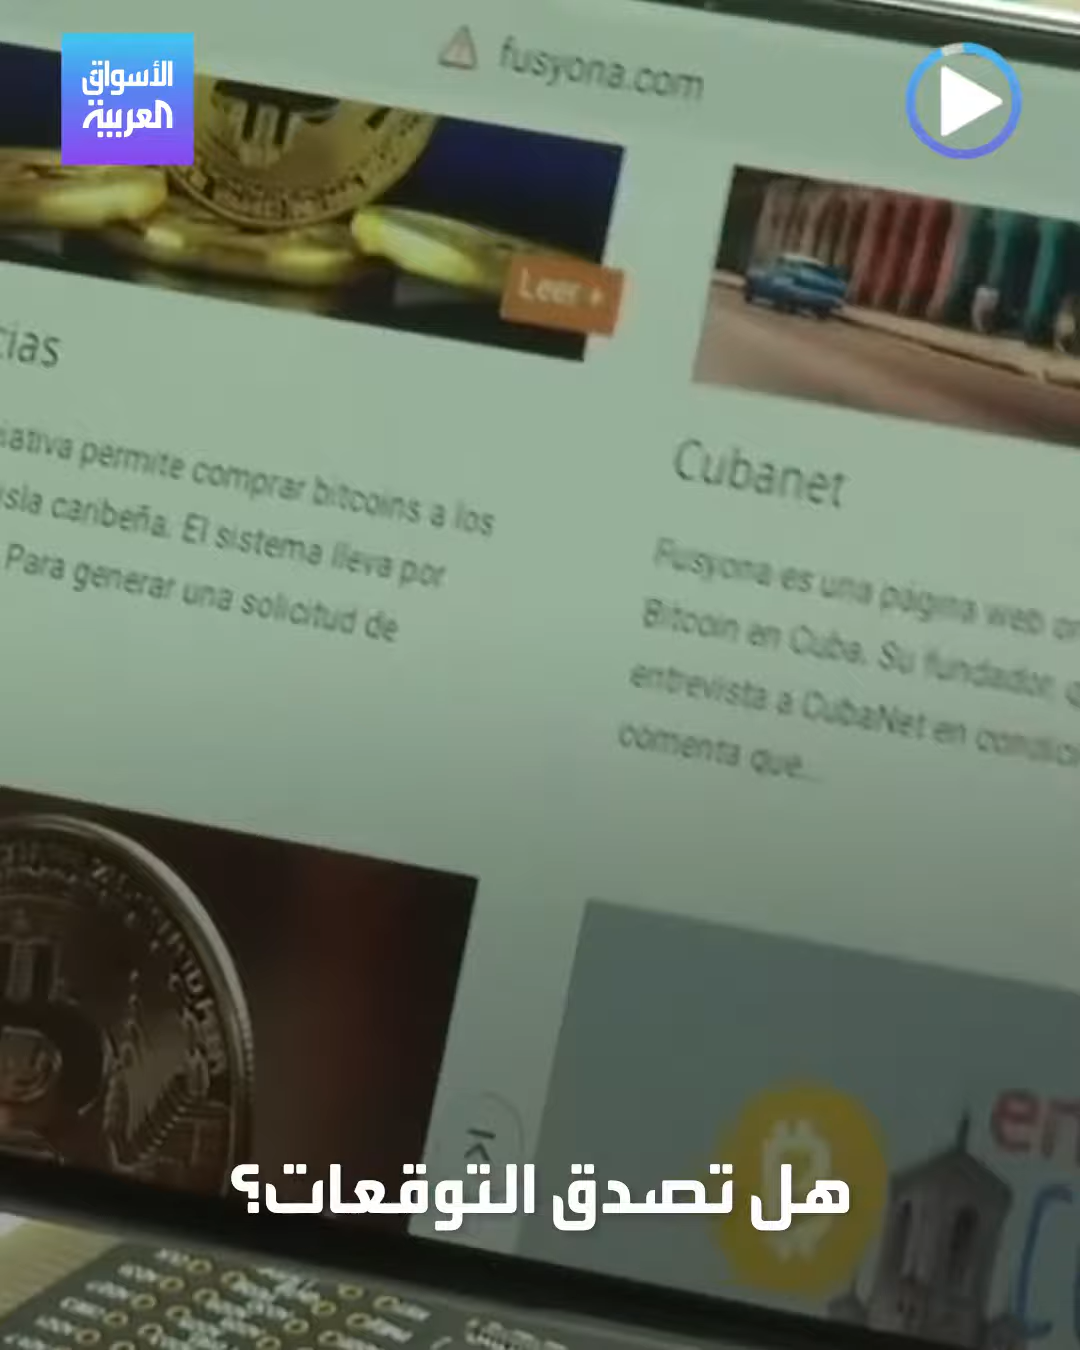 الأسواق
العربية
fusyona.com
Leer +
cias
iativa permite comprar bitcoins a los
isla caribeña. El sistema lleva por
Para generar una solicitud de
Cubanet
Fusyona es una página web
Bitcoin en Cuba. Su fundador,
entrevista a CubaNet en
comenta que...
en
هل تصدق التوقعات؟